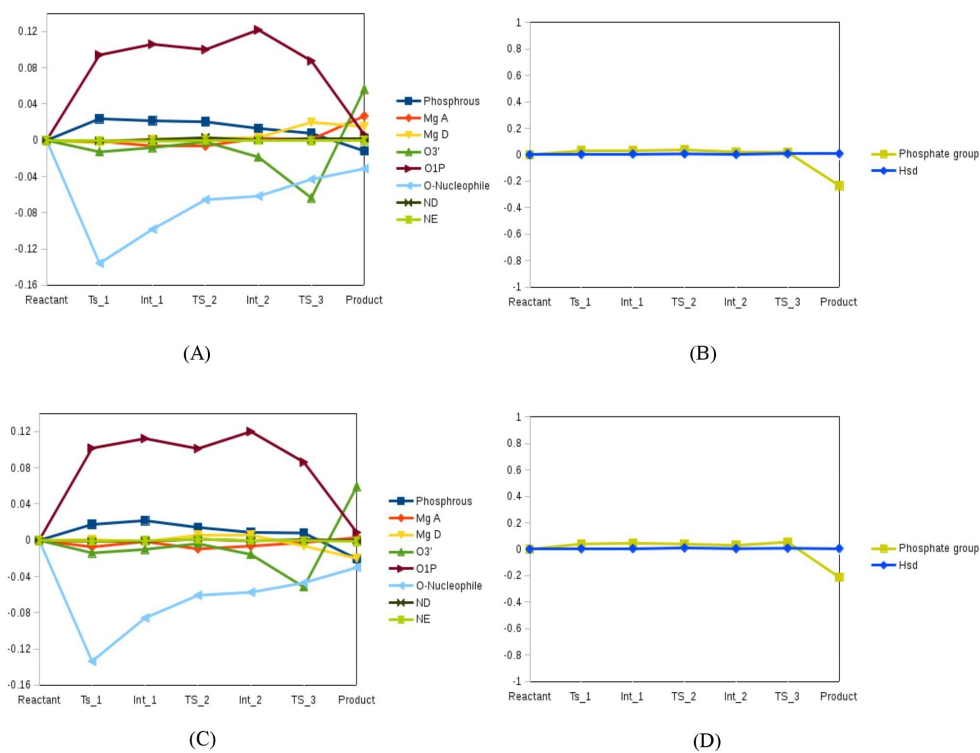 0.12
0.08
0.04
0
-0.04
-0.08
-0.12
-0.16
Reactant Ts_1 Int_1 TS_2 Int_2 TS_3 Product
Phosphrous
Mg A
Mg D
O3'
O1P
O-Nucleophile
ND
NE
(A)
1
0.8
0.6
0.4
0.2
0
-0.2
-0.4
-0.6
-0.8
-1
Reactant Ts_1 Int_1 TS_2 Int_2 TS_3 Product
Phosphate group
Hsd
(B)
0.12
0.08
0.04
0
-0.04
-0.08
-0.12
-0.16
Reactant Ts_1 Int_1 TS_2 Int_2 TS_3 Product
Phosphrous
Mg A
Mg D
O3'
O1P
O-Nucleophile
ND
NE
(C)
1
0.8
0.6
0.4
0.2
0
-0.2
-0.4
-0.6
-0.8
-1
Reactant Ts_1 Int_1 TS_2 Int_2 TS_3 Product
Phosphate group
Hsd
(D)